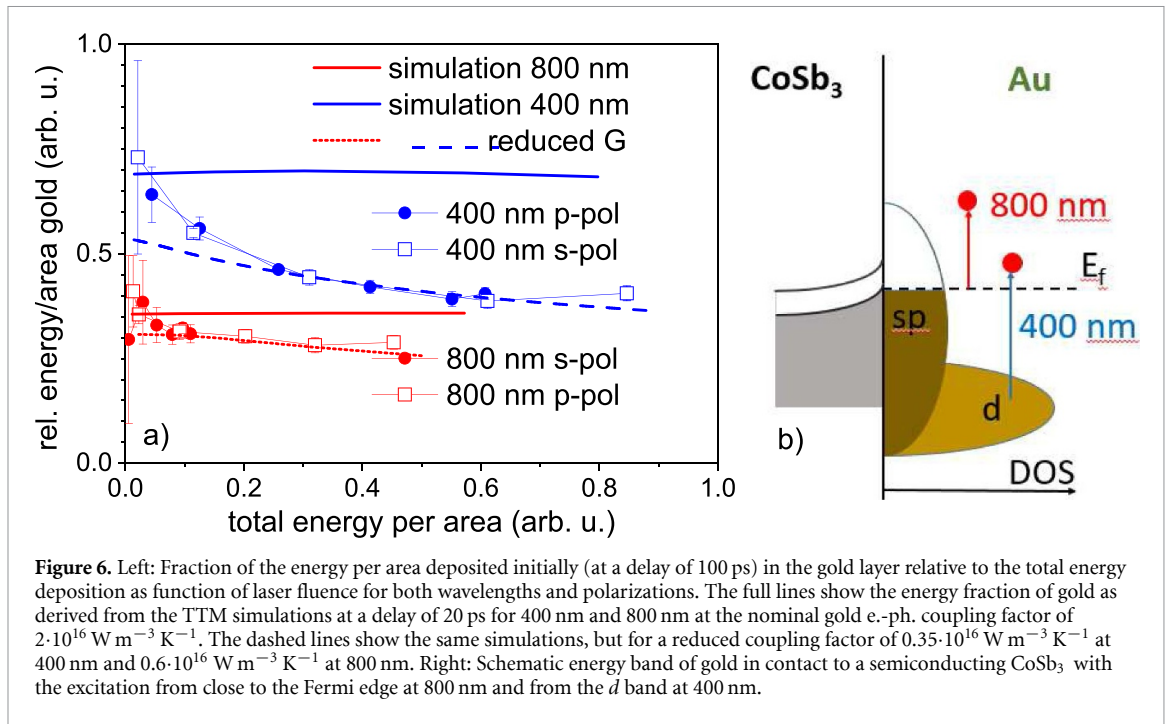 1.0
0.5
0.0
rel. energy/area gold (arb. u.)
simulation 800 nm
simulation 400 nm
reduced G
400 nm p-pol
400 nm s-pol
800 nm s-pol
800 nm p-pol
a)
0.0 0.2 0.4 0.6 0.8 1.0
total energy per area (arb. u.)
CoSb3 Au
800 nm
Ef
sp
400 nm
d
b)
DOS
Figure 6. Left: Fraction of the energy per area deposited initially (at a delay of 100 ps) in the gold layer relative to the total energy
deposition as function of laser fluence for both wavelengths and polarizations. The full lines show the energy fraction of gold as
derived from the TTM simulations at a delay of 20 ps for 400 nm and 800 nm at the nominal gold e.-ph. coupling factor of
2·10¹⁶ W m⁻³ K⁻¹. The dashed lines show the same simulations, but for a reduced coupling factor of 0.35·10¹⁶ W m⁻³ K⁻¹ at
400 nm and 0.6·10¹⁶ W m⁻³ K⁻¹ at 800 nm. Right: Schematic energy band of gold in contact to a semiconducting CoSb₃ with
the excitation from close to the Fermi edge at 800 nm and from the d band at 400 nm.